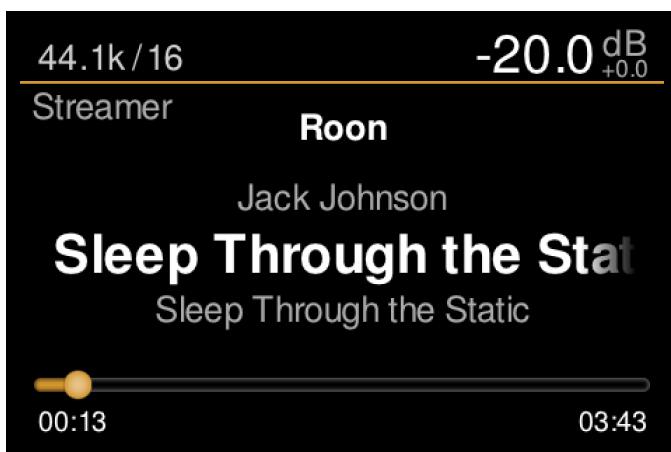 44.1k/16
-20.0 dB
+0.0
Streamer
Roon
Jack Johnson
Sleep Through the Stat
Sleep Through the Static
00:13
03:43